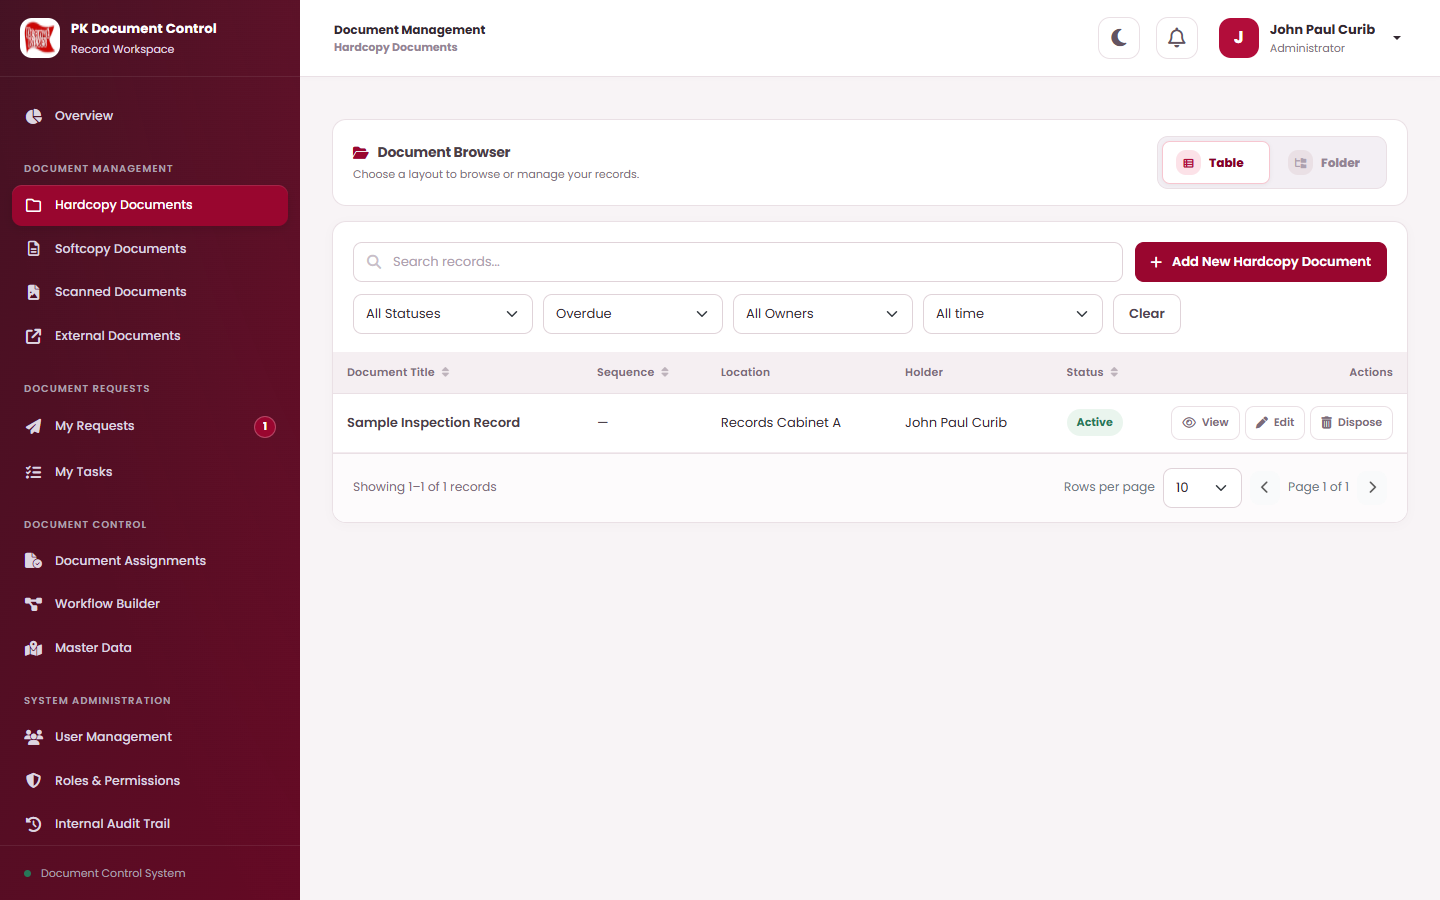 PK Document Control
Record Workspace
Overview
DOCUMENT MANAGEMENT
Hardcopy Documents
Softcopy Documents
Scanned Documents
External Documents
DOCUMENT REQUESTS
My Requests 1
My Tasks
DOCUMENT CONTROL
Document Assignments
Workflow Builder
Master Data
SYSTEM ADMINISTRATION
User Management
Roles & Permissions
Internal Audit Trail
Document Control System
Document Management
Hardcopy Documents
J
John Paul Curib
Administrator
Document Browser
Choose a layout to browse or manage your records.
Table Folder
Search records...
+ Add New Hardcopy Document
All Statuses Overdue All Owners All time Clear
Document Title Sequence Location Holder Status Actions
Sample Inspection Record — Records Cabinet A John Paul Curib Active View Edit Dispose
Showing 1–1 of 1 records Rows per page 10 Page 1 of 1